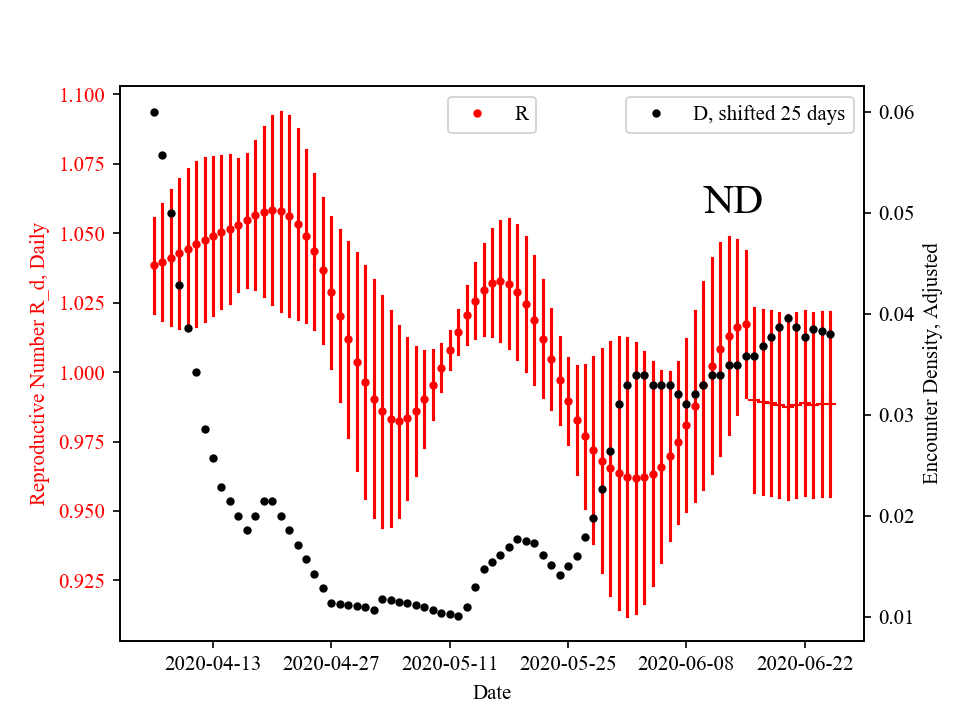 R
D, shifted 25 days
ND
Reproductive Number R_d, Daily
1.100
1.075
1.050
1.025
1.000
0.975
0.950
0.925
0.06
0.05
0.04
0.03
0.02
0.01
Encounter Density, Adjusted
2020-04-13 2020-04-27 2020-05-11 2020-05-25 2020-06-08 2020-06-22
Date